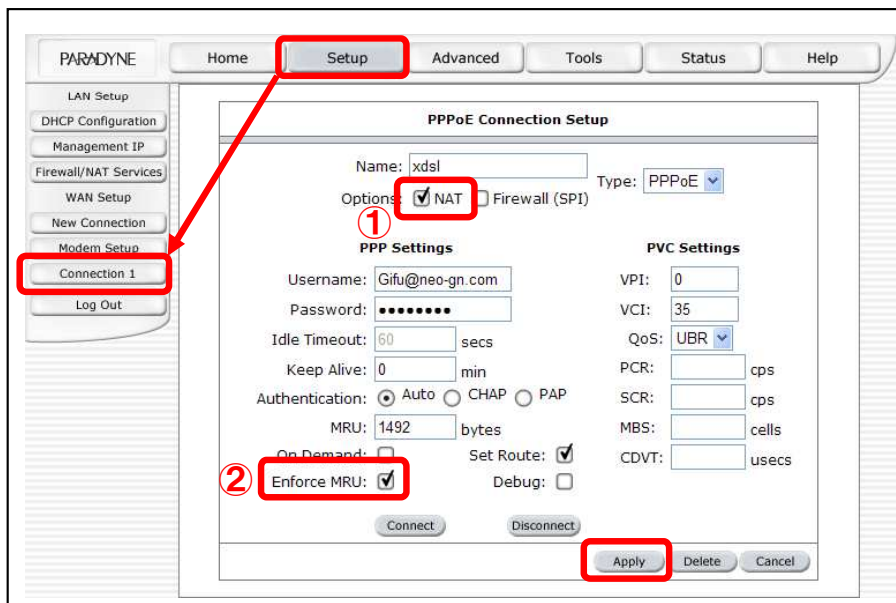 PARADYNE
Home Setup Advanced Tools Status Help
LAN Setup
DHCP Configuration
Management IP
Firewall/NAT Services
WAN Setup
New Connection
Modem Setup
Connection 1
Log Out
PPPoE Connection Setup
Name: xdsl
Type: PPPoE
Options: NAT Firewall (SPI)
①
PPP Settings
Username: Gifu@neo-gn.com
Password: ●●●●●●●●
Idle Timeout: 60 secs
Keep Alive: 0 min
Authentication: Auto CHAP PAP
MRU: 1492 bytes
On Demand: Set Route:
② Enforce MRU: Debug:
PVC Settings
VPI: 0
VCI: 35
QoS: UBR
PCR: cps
SCR: cps
MBS: cells
CDVT: usecs
Connect Disconnect
Apply Delete Cancel